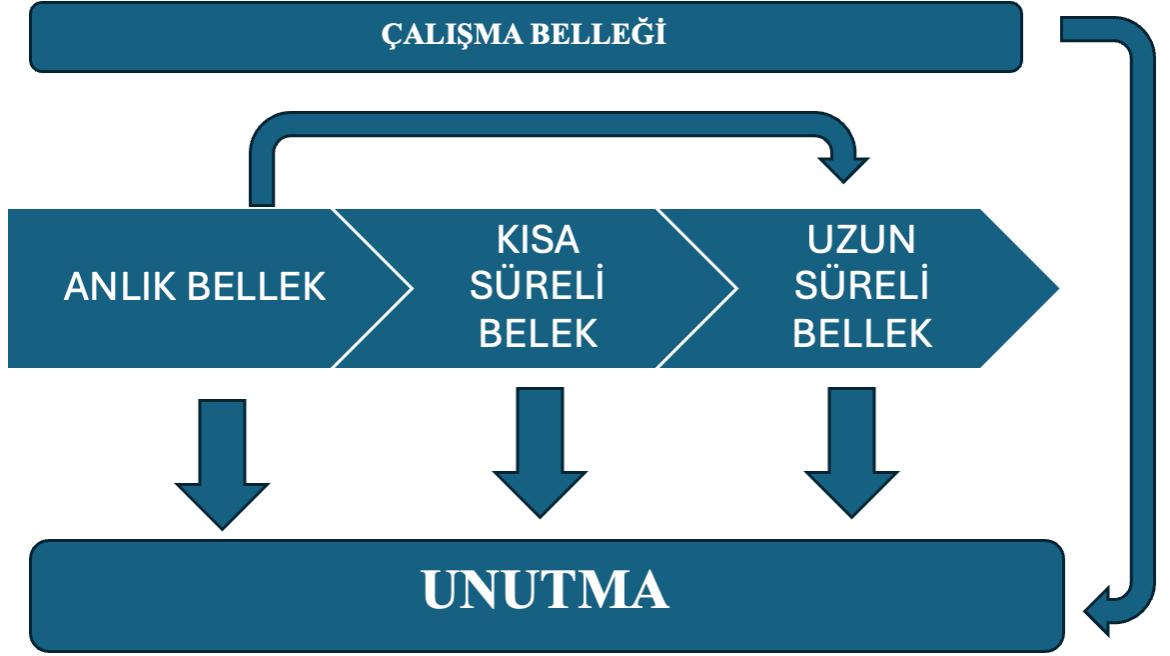 ÇALIŞMA BELLEĞİ
ANLIK BELLEK
KISA
SÜRELİ
BELEK
UZUN
SÜRELİ
BELLEK
UNUTMA